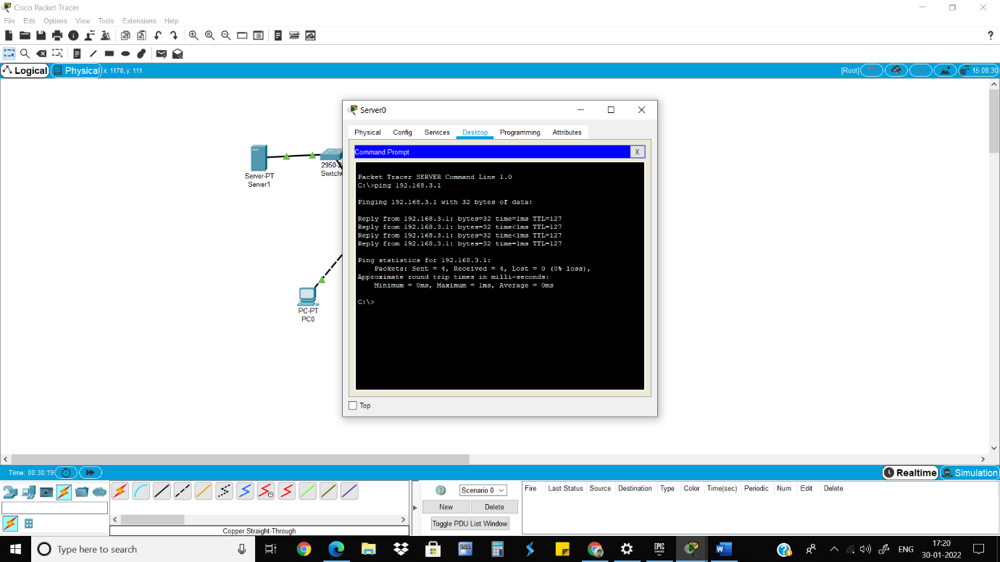 Cisco Packet Tracer
File Edit Options View Tools Extensions Help
?
Logical Physical x: 1178, y: 111 [Root] 15:08:30
Server0
Physical Config Services Desktop Programming Attributes
Command Prompt X
Packet Tracer SERVER Command Line 1.0
C:\>ping 192.168.3.1
Pinging 192.168.3.1 with 32 bytes of data:
Reply from 192.168.3.1: bytes=32 time=1ms TTL=127
Reply from 192.168.3.1: bytes=32 time<1ms TTL=127
Reply from 192.168.3.1: bytes=32 time<1ms TTL=127
Reply from 192.168.3.1: bytes=32 time=1ms TTL=127
Ping statistics for 192.168.3.1:
Packets: Sent = 4, Received = 4, Lost = 0 (0% loss),
Approximate round trip times in milli-seconds:
Minimum = 0ms, Maximum = 1ms, Average = 0ms
C:\>
Top
Server-PT
Server1
2950-2
Switch
PC-PT
PC0
Time: 00:30:19 Realtime Simulation
Scenario 0
New Delete
Toggle PDU List Window
Fire Last Status Source Destination Type Color Time(sec) Periodic Num Edit Delete
Copper Straight-Through
Type here to search
sas
EPIC GAMES
W
ENG
17:20
30-01-2022